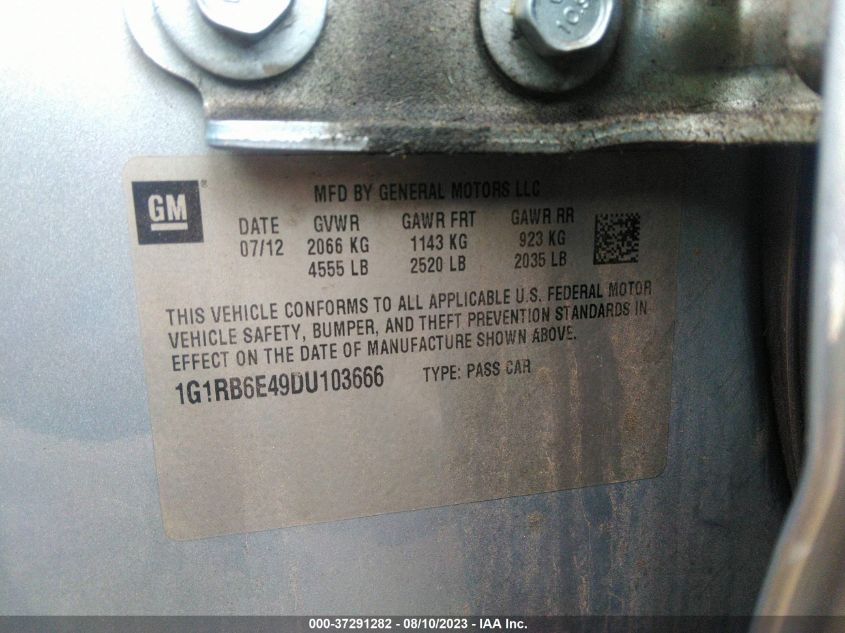 10.9
GM ®
MFD BY GENERAL MOTORS LLC
DATE GVWR GAWR FRT GAWR RR
07/12 2066 KG 1143 KG 923 KG
4555 LB 2520 LB 2035 LB
THIS VEHICLE CONFORMS TO ALL APPLICABLE U.S. FEDERAL MOTOR
VEHICLE SAFETY, BUMPER, AND THEFT PREVENTION STANDARDS IN
EFFECT ON THE DATE OF MANUFACTURE SHOWN ABOVE.
1G1RB6E49DU103666 TYPE: PASS CAR
000-37291282 - 08/10/2023 - IAA Inc.